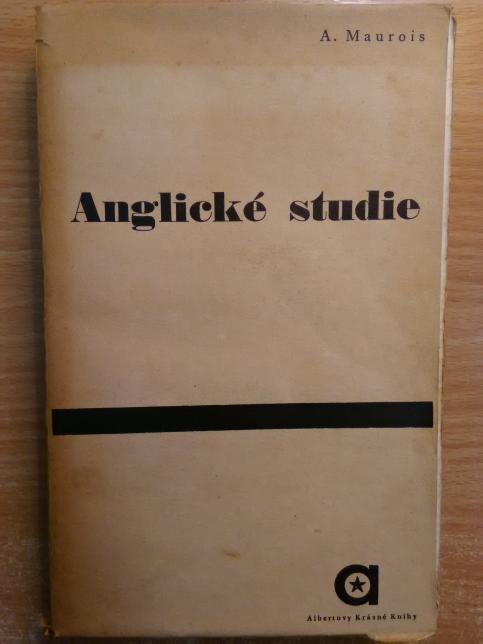 A. Maurois
Anglické studie
a
Albertovy Krásné Knihy